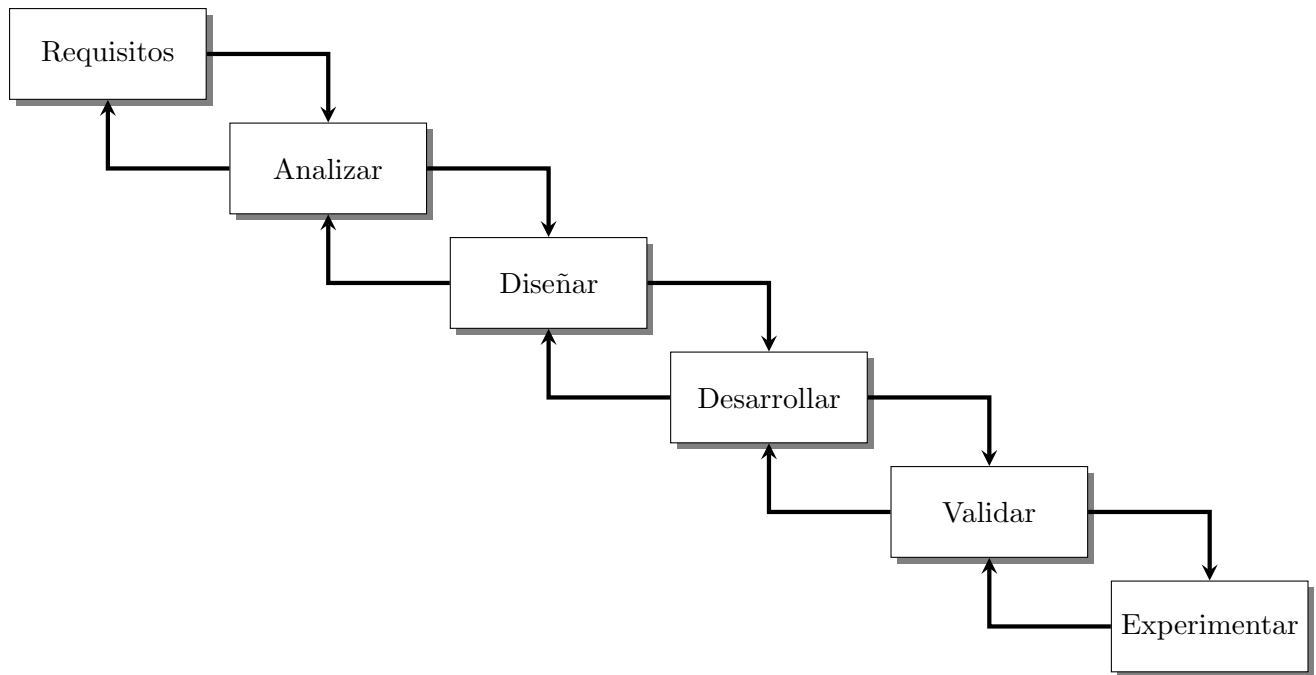 Requisitos
Analizar
Diseñar
Desarrollar
Validar
Experimentar